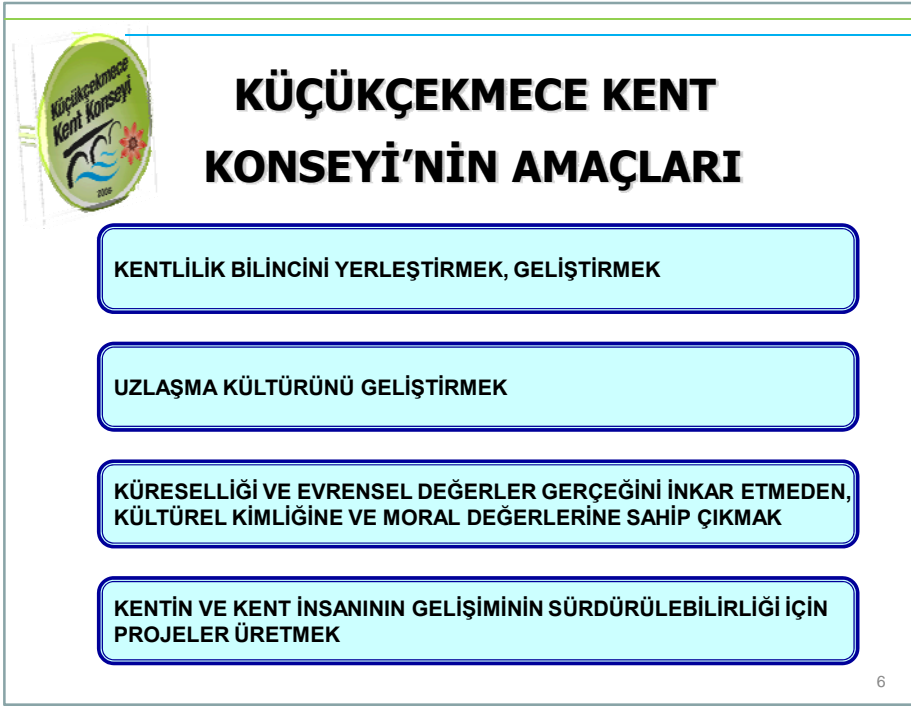 Küçükçekmece
Kent Konseyi
2006
KÜÇÜKÇEKMECE KENT
KONSEYİ’NİN AMAÇLARI
KENTLİLİK BİLİNCİNİ YERLEŞTİRMEK, GELİŞTİRMEK
UZLAŞMA KÜLTÜRÜNÜ GELİŞTİRMEK
KÜRESELLİĞİ VE EVRENSEL DEĞERLER GERÇEĞİNİ İNKAR ETMEDEN,
KÜLTÜREL KİMLİĞİNE VE MORAL DEĞERLERİNE SAHİP ÇIKMAK
KENTİN VE KENT İNSANININ GELİŞİMİNİN SÜRDÜRÜLEBİLİRLİĞİ İÇİN
PROJELER ÜRETMEK
6